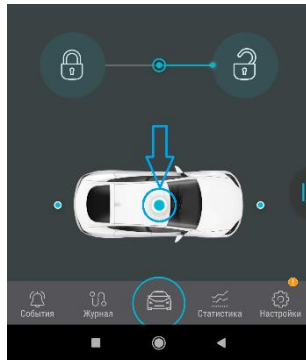 События
Журнал
Статистика
Настройки